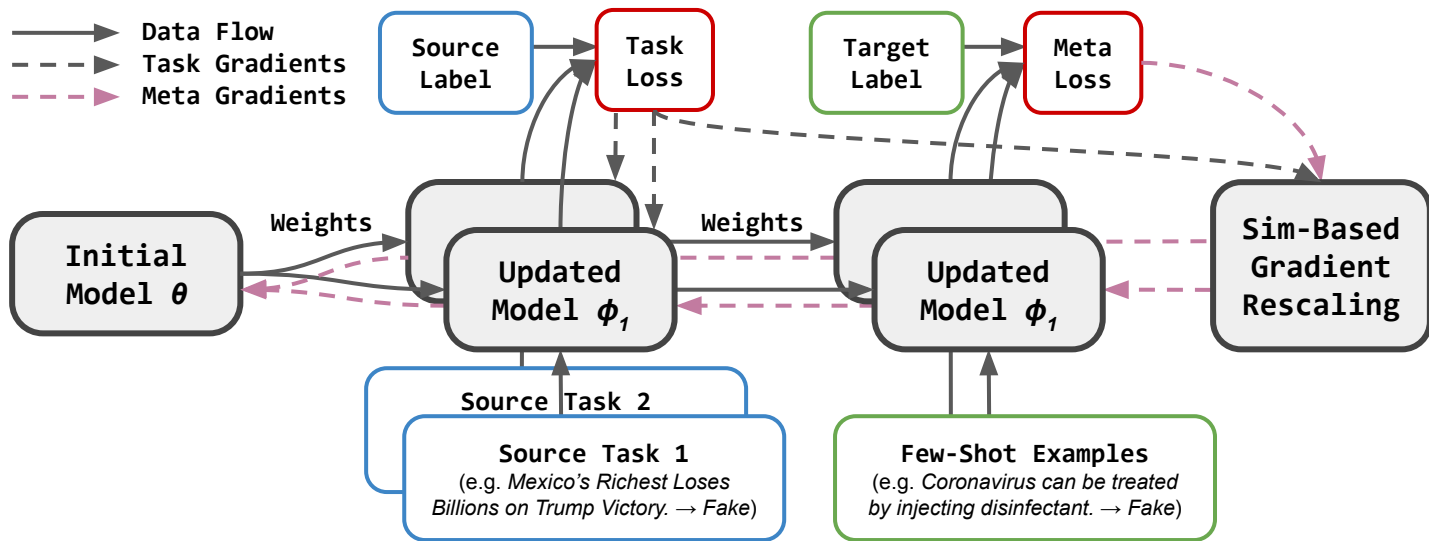 Data Flow
Task Gradients
Meta Gradients
Source
Label
Task
Loss
Target
Label
Meta
Loss
Initial
Model θ
Weights
Updated
Model ϕ₁
Weights
Updated
Model ϕ₁
Sim-Based
Gradient
Rescaling
Source Task 2
Source Task 1
(e.g. Mexico’s Richest Loses
Billions on Trump Victory. → Fake)
Few-Shot Examples
(e.g. Coronavirus can be treated
by injecting disinfectant. → Fake)